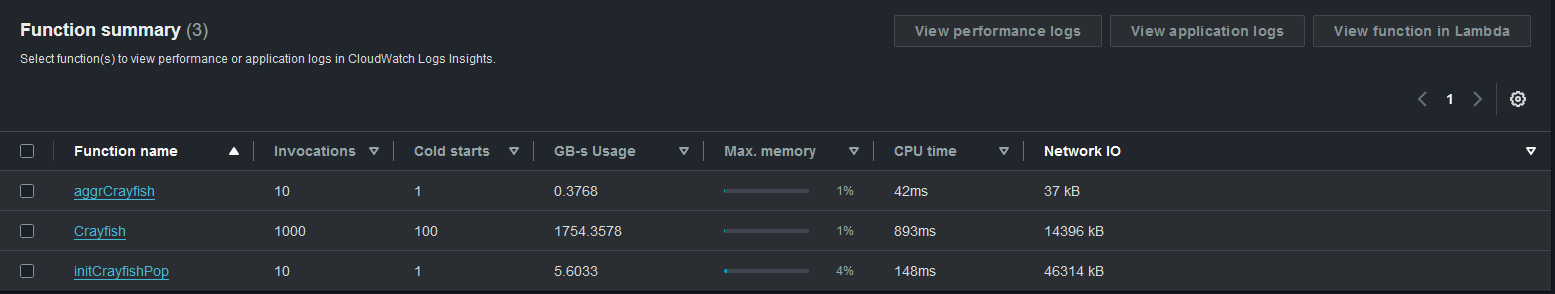 Function summary (3)
View performance logs
View application logs
View function in Lambda
Select function(s) to view performance or application logs in CloudWatch Logs Insights.
1
Function name Invocations Cold starts GB-s Usage Max. memory CPU time Network IO
aggrCrayfish 10 1 0.3768 1% 42ms 37 kB
Crayfish 1000 100 1754.3578 1% 893ms 14396 kB
initCrayfishPop 10 1 5.6033 4% 148ms 46314 kB